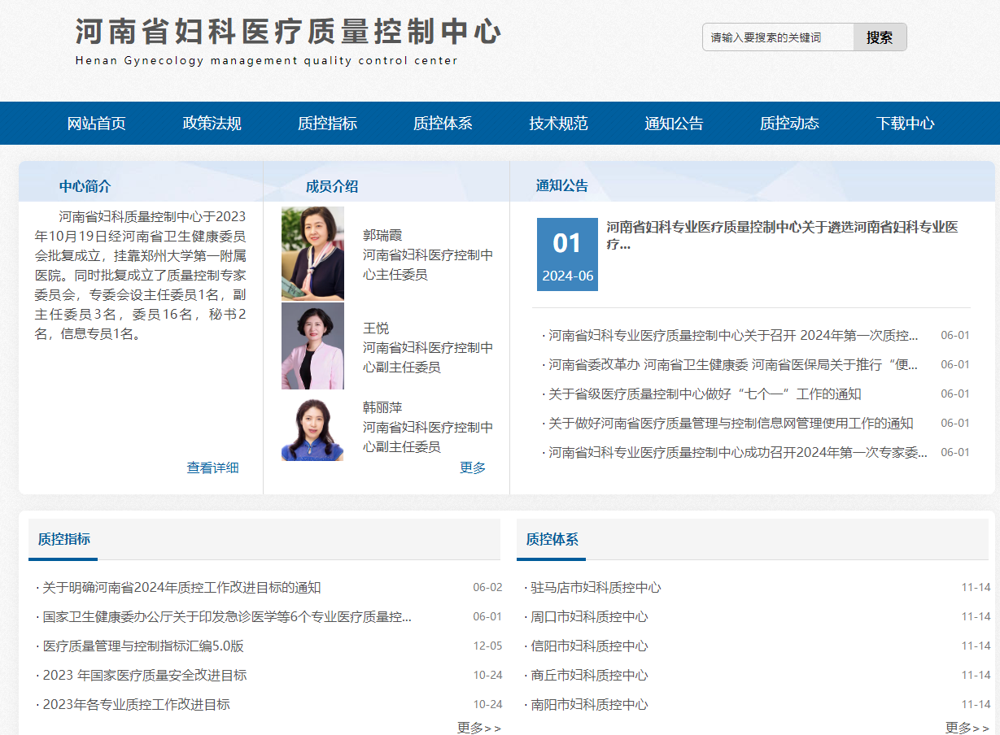 河南省妇科医疗质量控制中心
Henan Gynecology management quality control center
请输入要搜索的关键词
搜索
网站首页
政策法规
质控指标
质控体系
技术规范
通知公告
质控动态
下载中心
中心简介
河南省妇科质量控制中心于2023
年10月19日经河南省卫生健康委员
会批复成立，挂靠郑州大学第一附属
医院。同时批复成立了质量控制专家
委员会，专委会设主任委员1名，副
主任委员3名，委员16名，秘书2
名，信息专员1名。
查看详细
成员介绍
郭瑞霞
河南省妇科医疗控制中
心主任委员
王悦
河南省妇科医疗控制中
心副主任委员
韩丽萍
河南省妇科医疗控制中
心副主任委员
更多
通知公告
01
2024-06
河南省妇科专业医疗质量控制中心关于遴选河南省妇科专业医
疗...
· 河南省妇科专业医疗质量控制中心关于召开 2024年第一次质控... 06-01
· 河南省委改革办 河南省卫生健康委 河南省医保局关于推行“便... 06-01
· 关于省级医疗质量控制中心做好“七个一”工作的通知 06-01
· 关于做好河南省医疗质量管理与控制信息网管理使用工作的通知 06-01
· 河南省妇科专业医疗质量控制中心成功召开2024年第一次专家委... 06-01
质控指标
· 关于明确河南省2024年质控工作改进目标的通知 06-02
· 国家卫生健康委办公厅关于印发急诊医学等6个专业医疗质量控... 06-01
· 医疗质量管理与控制指标汇编5.0版 12-05
· 2023 年国家医疗质量安全改进目标 10-24
· 2023年各专业质控工作改进目标 10-24
更多>>
质控体系
· 驻马店市妇科质控中心 11-14
· 周口市妇科质控中心 11-14
· 信阳市妇科质控中心 11-14
· 商丘市妇科质控中心 11-14
· 南阳市妇科质控中心 11-14
更多>>